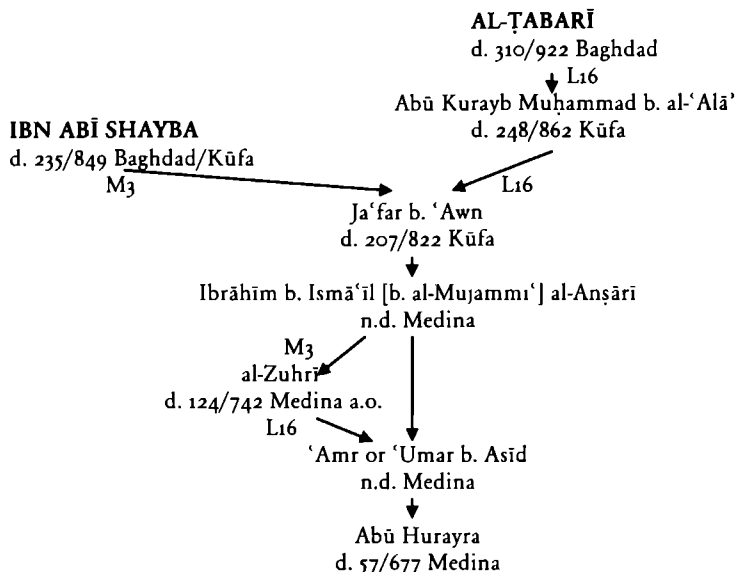 AL-ṬABARĪ
d. 310/922 Baghdad
L16
Abū Kurayb Muḥammad b. al-ʿAlāʾ
d. 248/862 Kūfa
IBN ABĪ SHAYBA
d. 235/849 Baghdad/Kūfa
M3
L16
Jaʿfar b. ʿAwn
d. 207/822 Kūfa
Ibrāhīm b. Ismāʿīl [b. al-Mujammiʿ] al-Anṣārī
n.d. Medina
M3
al-Zuhrī
d. 124/742 Medina a.o.
L16
ʿAmr or ʿUmar b. Asīd
n.d. Medina
Abū Hurayra
d. 57/677 Medina